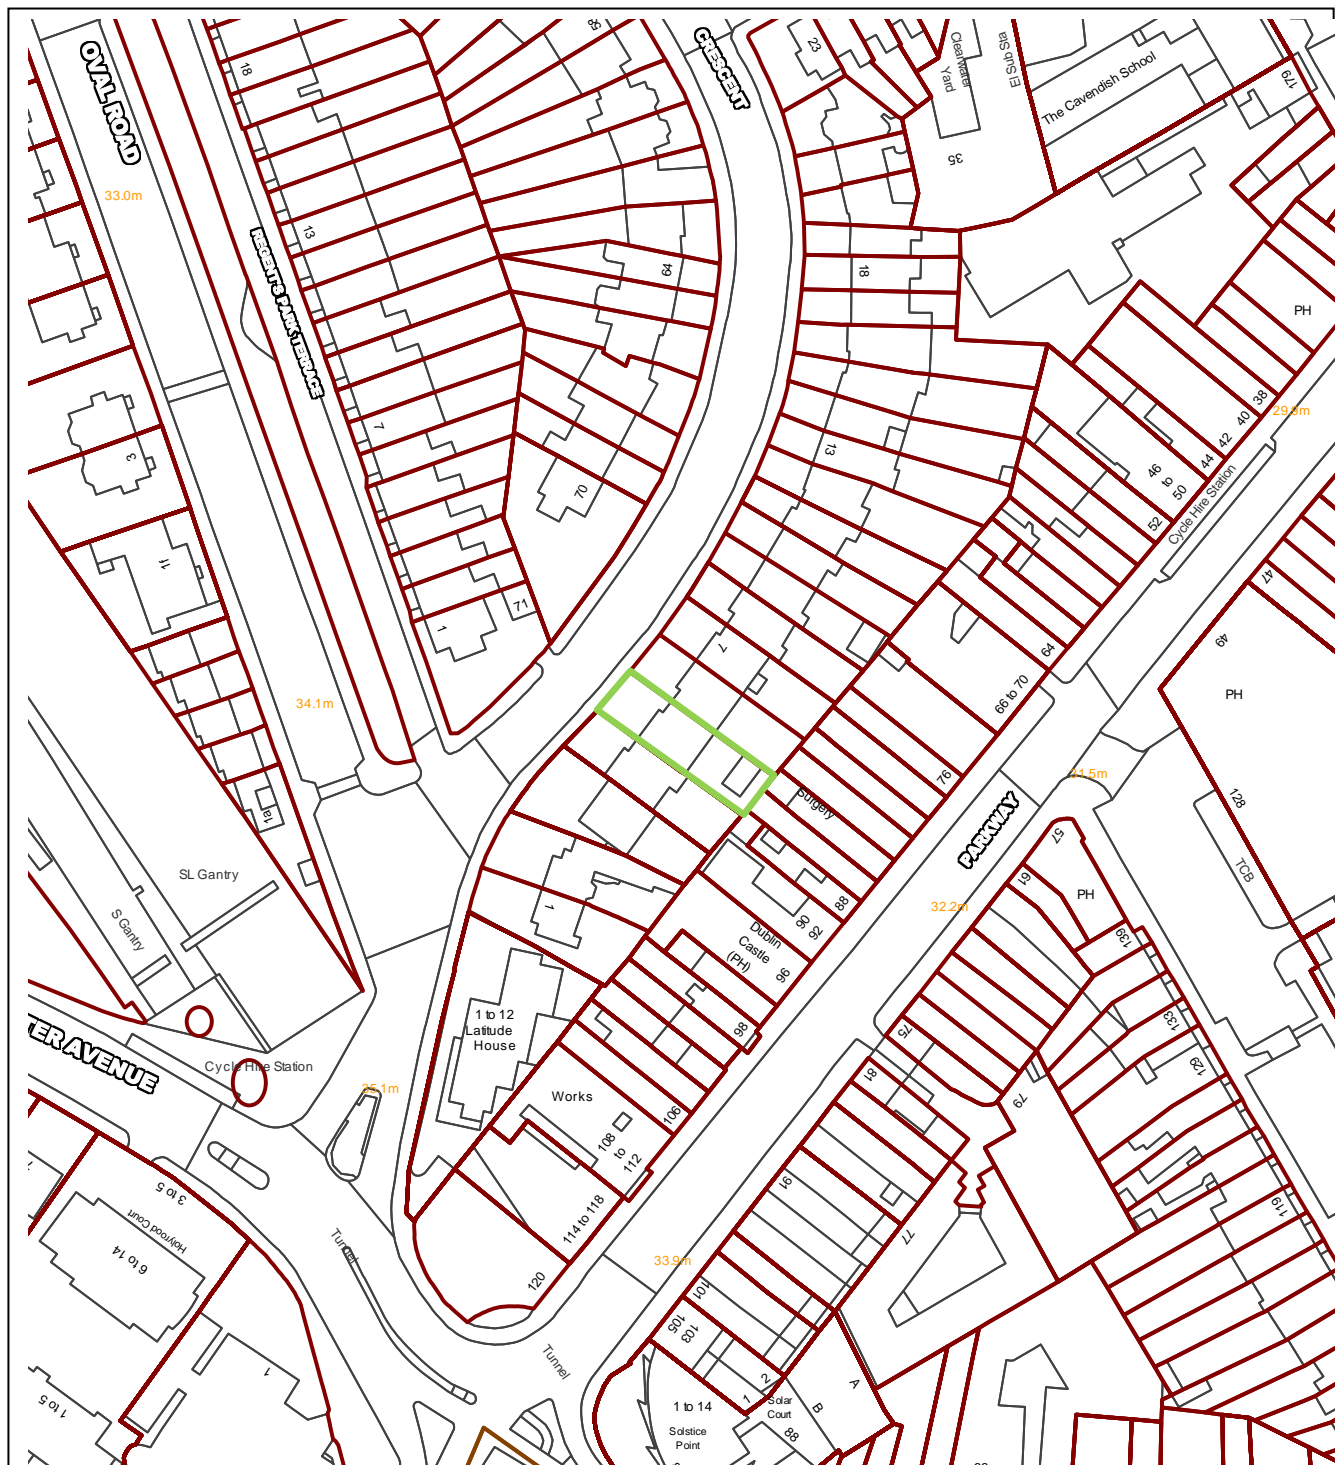 OVAL ROAD
18
59
CRESCENT
23
Clearwater
Yard
El Sub Sta
The Cavendish School
179
35
33.0m
REGENT'S PARK TERRACE
13
64
18
PH
7
3
13
70
38
40
42
44
46
to
50
29.9m
Cycle Hire Station
52
11
47
71
1
49
64
7
66 to 70
PH
34.1m
76
31.5m
Surgery
128
1a
PARKWAY
57
TCB
SL Gantry
S Gantry
61
PH
32.2m
1
88
90
92
Dublin
Castle
(PH)
96
139
98
75
133
1 to 12
Latitude
House
TER AVENUE
Cycle Hire Station
35.1m
81
129
79
Works
106
108
to
112
3 to 5
Holyrood Court
6 to 14
91
119
114 to 118
77
Tunnel
33.9m
120
101
103
105
Tunnel
1
1 to 5
2
1
A
B
1 to 14
Solstice
Point
Solar
Court
88